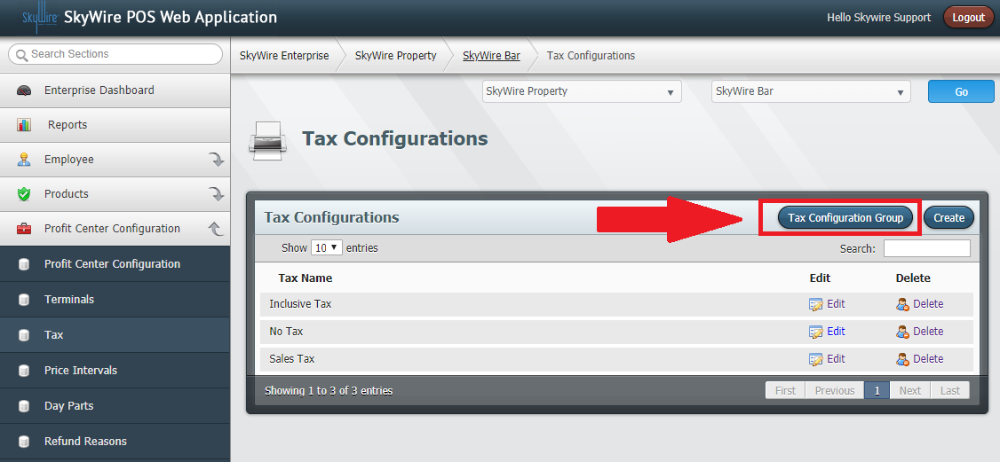 SkyWire SkyWire POS Web Application
Hello Skywire Support
Logout
Search Sections
SkyWire Enterprise
SkyWire Property
SkyWire Bar
Tax Configurations
Enterprise Dashboard
Reports
Employee
Products
Profit Center Configuration
Profit Center Configuration
Terminals
Tax
Price Intervals
Day Parts
Refund Reasons
SkyWire Property
SkyWire Bar
Go
Tax Configurations
Tax Configurations
Tax Configuration Group
Create
Show 10 entries
Search:
Tax Name Edit Delete
Inclusive Tax Edit Delete
No Tax Edit Delete
Sales Tax Edit Delete
Showing 1 to 3 of 3 entries
First Previous 1 Next Last